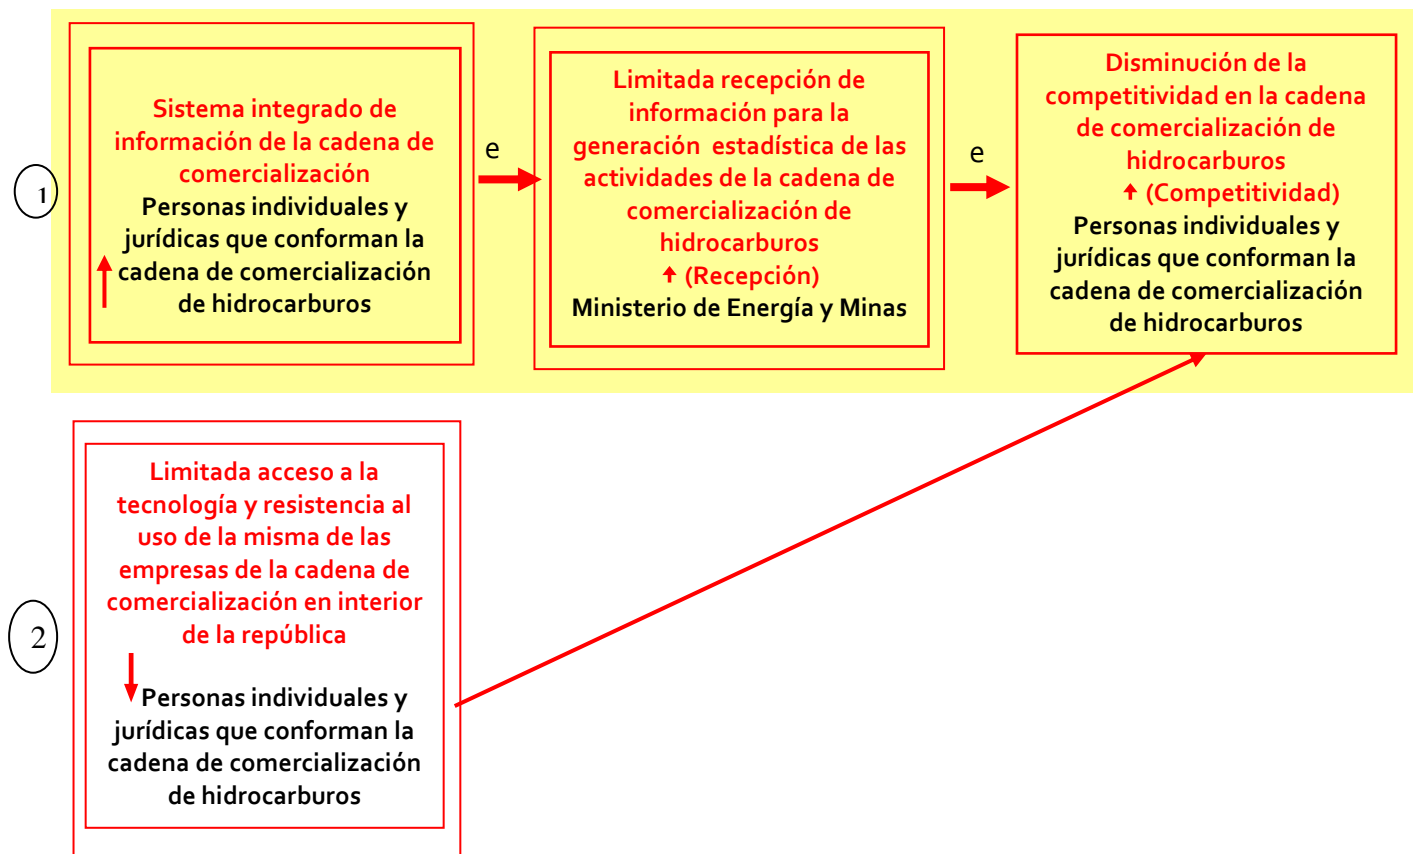 1
Sistema integrado de
información de la cadena de
comercialización
Personas individuales y
jurídicas que conforman la
cadena de comercialización
de hidrocarburos
e
Limitada recepción de
información para la
generación estadística de las
actividades de la cadena de
comercialización de
hidrocarburos
↑ (Recepción)
Ministerio de Energía y Minas
e
Disminución de la
competitividad en la cadena
de comercialización de
hidrocarburos
↑ (Competitividad)
Personas individuales y
jurídicas que conforman la
cadena de comercialización
de hidrocarburos
2
Limitada acceso a la
tecnología y resistencia al
uso de la misma de las
empresas de la cadena de
comercialización en interior
de la república
Personas individuales y
jurídicas que conforman la
cadena de comercialización
de hidrocarburos